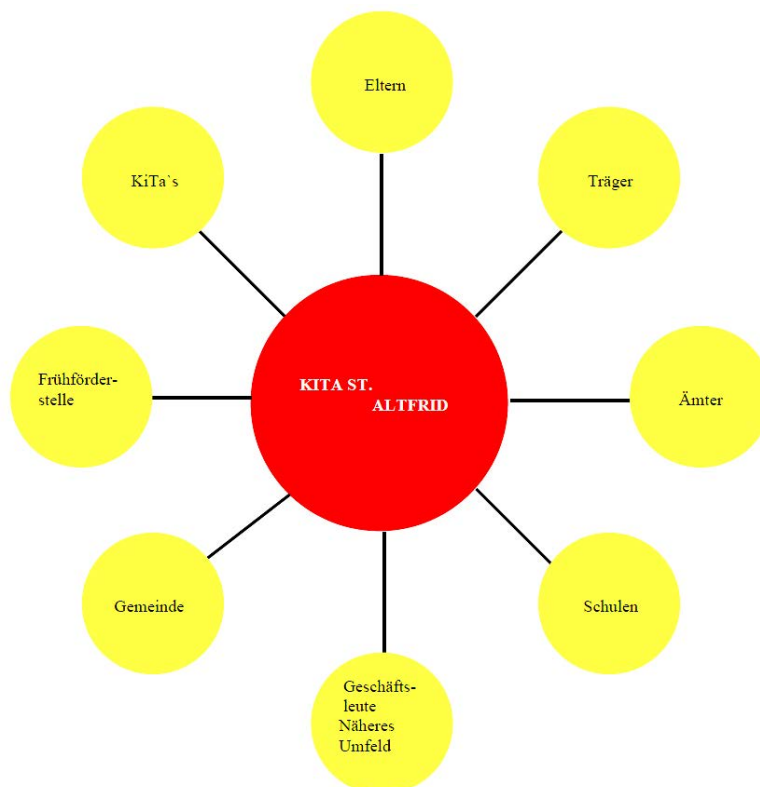 Eltern
KiTa`s
Träger
Frühförder-
stelle
KITA ST.
ALTFRID
Ämter
Gemeinde
Schulen
Geschäfts-
leute
Näheres
Umfeld